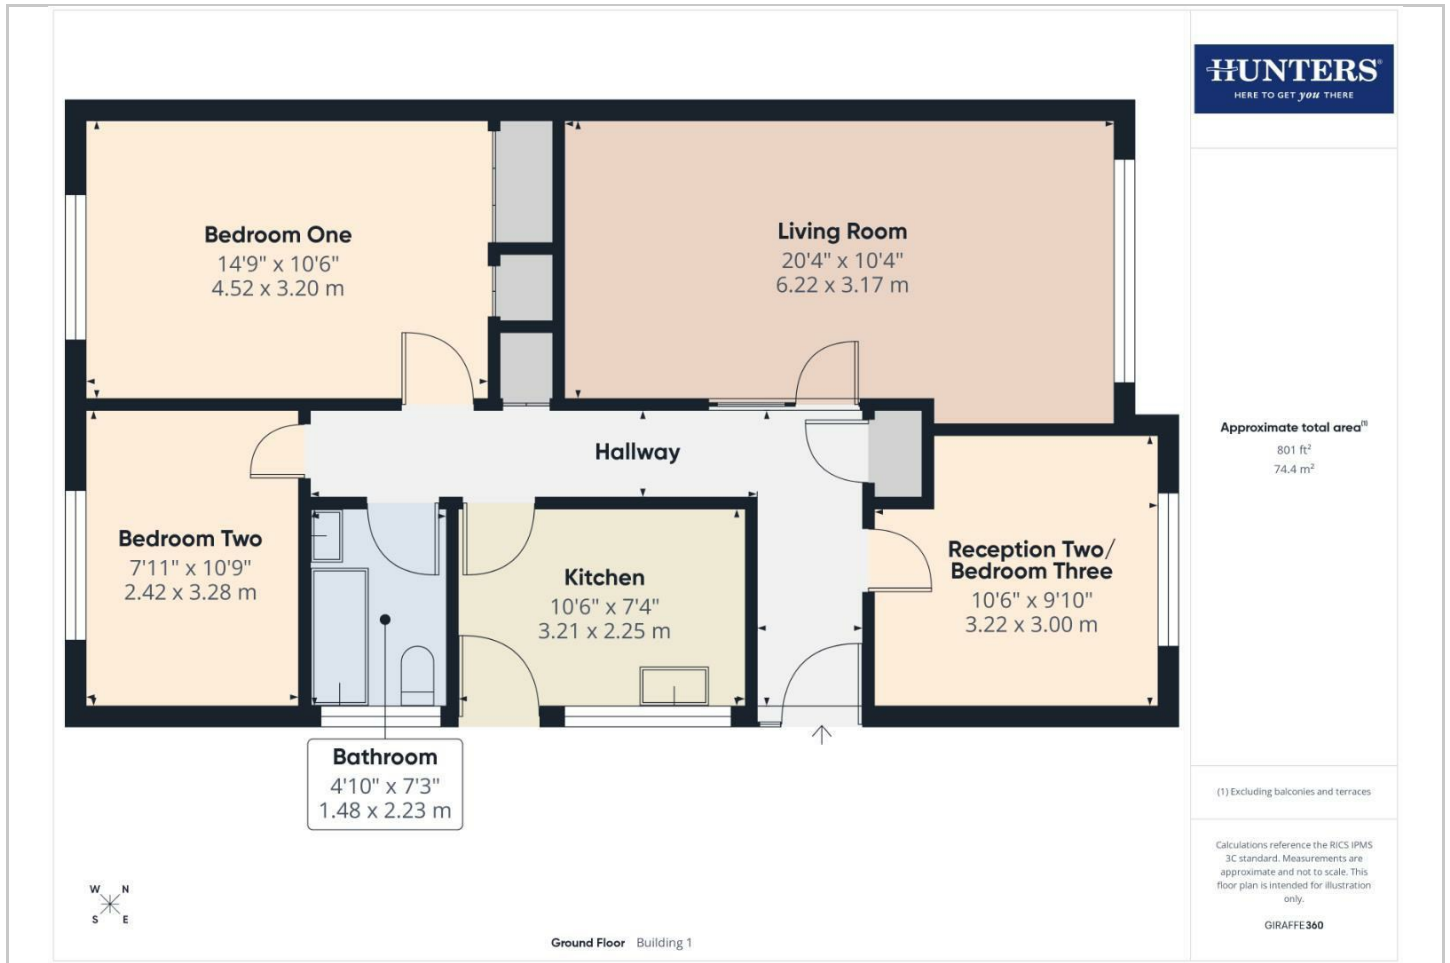 HUNTERS®
HERE TO GET you THERE
Bedroom One
14'9" x 10'6"
4.52 x 3.20 m
Living Room
20'4" x 10'4"
6.22 x 3.17 m
Hallway
Bedroom Two
7'11" x 10'9"
2.42 x 3.28 m
Kitchen
10'6" x 7'4"
3.21 x 2.25 m
Reception Two/
Bedroom Three
10'6" x 9'10"
3.22 x 3.00 m
Bathroom
4'10" x 7'3"
1.48 x 2.23 m
Approximate total area(1)
801 ft²
74.4 m²
(1) Excluding balconies and terraces
Calculations reference the RICS IPMS
3C standard. Measurements are
approximate and not to scale. This
floor plan is intended for illustration
only.
GIRAFFE360
W N
S E
Ground Floor Building 1